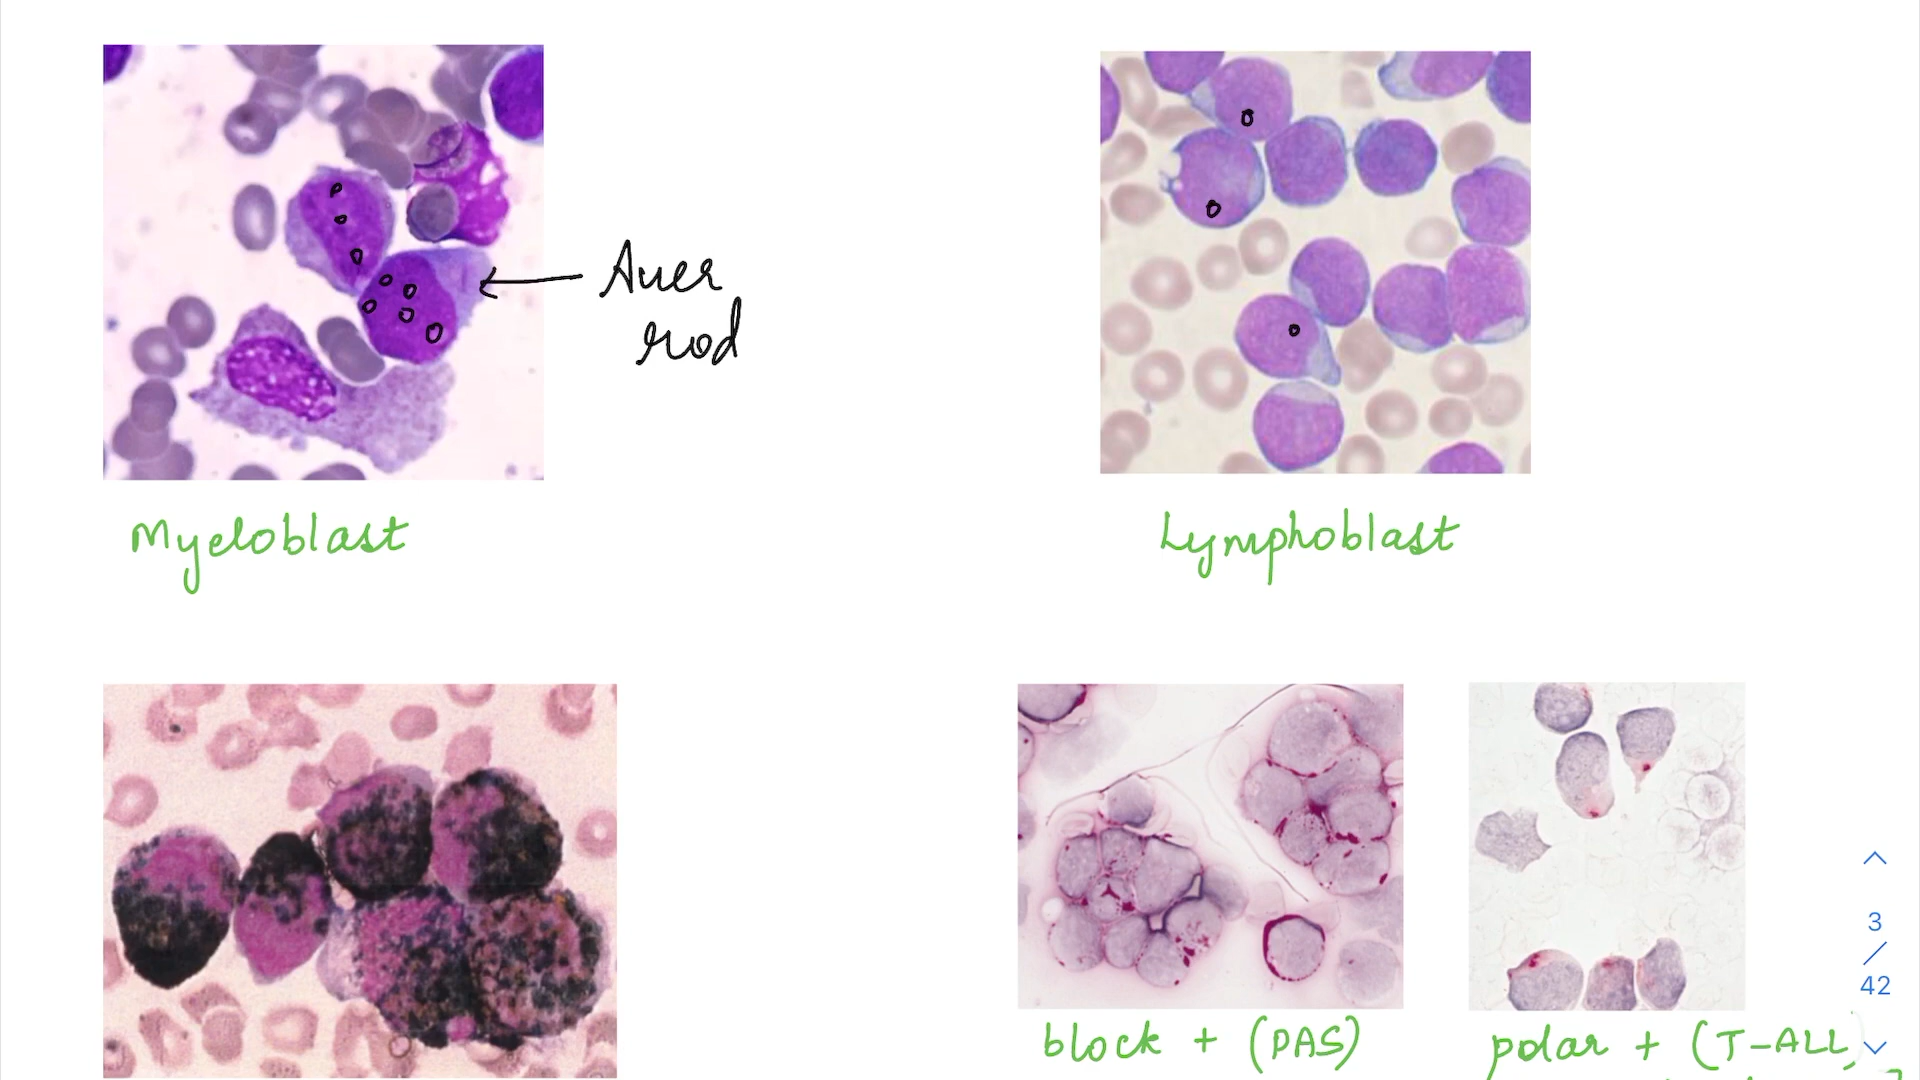 Auer
rod
Myeloblast
Lymphoblast
block + (PAS)
polar + (T-ALL
3
/
42